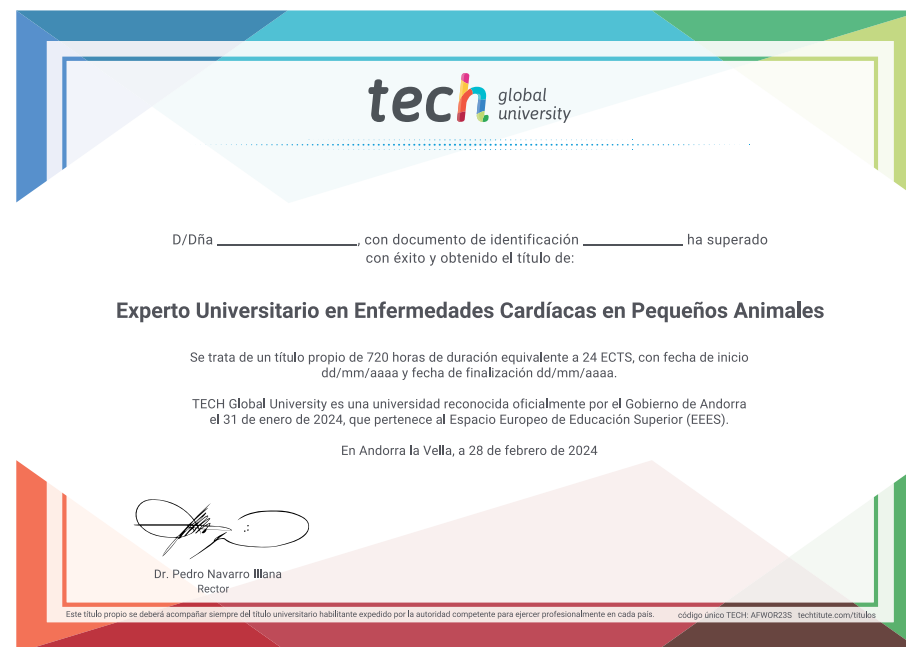 tech global university
D/Dña ____________________, con documento de identificación ______________ ha superado
con éxito y obtenido el título de:
Experto Universitario en Enfermedades Cardíacas en Pequeños Animales
Se trata de un título propio de 720 horas de duración equivalente a 24 ECTS, con fecha de inicio
dd/mm/aaaa y fecha de finalización dd/mm/aaaa.
TECH Global University es una universidad reconocida oficialmente por el Gobierno de Andorra
el 31 de enero de 2024, que pertenece al Espacio Europeo de Educación Superior (EEES).
En Andorra la Vella, a 28 de febrero de 2024
Dr. Pedro Navarro Illana
Rector
Este título propio se deberá acompañar siempre del título universitario habilitante expedido por la autoridad competente para ejercer profesionalmente en cada país. código único TECH: AFWOR23S techtitute.com/titulos